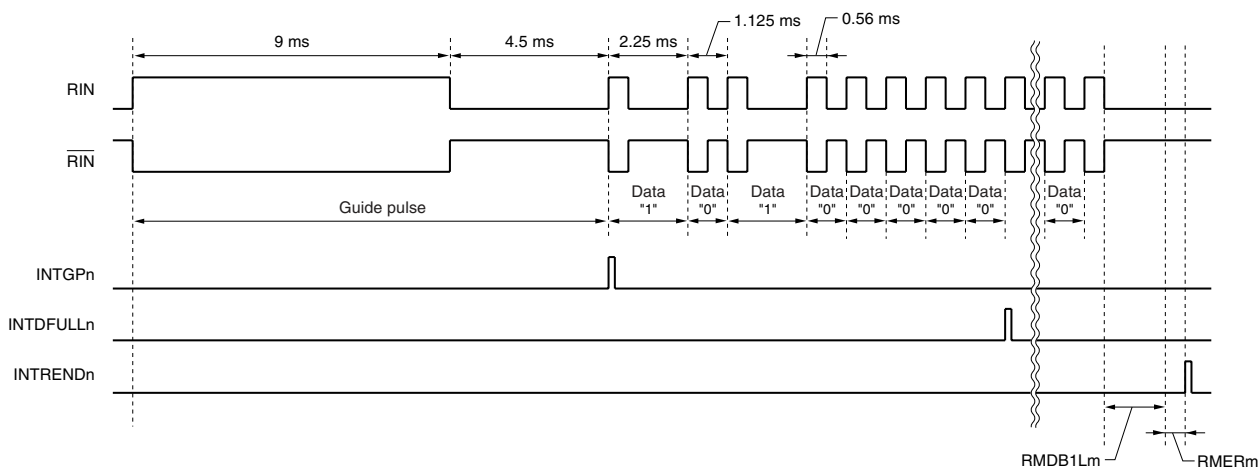 1.125 ms
0.56 ms
9 ms
4.5 ms
2.25 ms
RIN
RIN
Guide pulse
Data "1"
Data "0"
Data "1"
Data "0"
Data "0"
Data "0"
Data "0"
Data "0"
Data "0"
INTGPn
INTDFULLn
INTRENDn
RMDB1Lm
RMERm